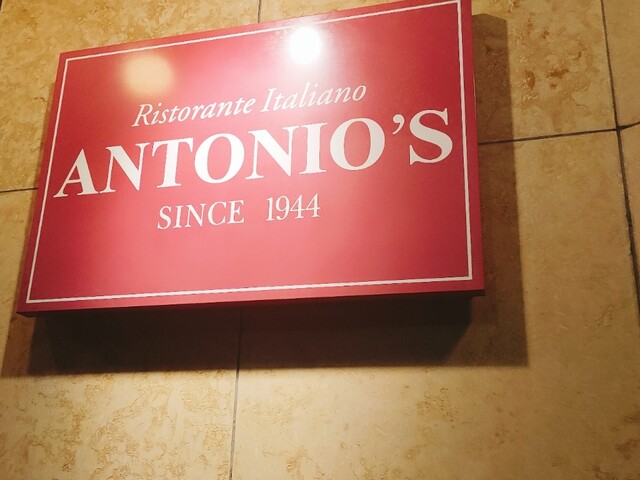 Ristorante Italiano
ANTONIO'S
SINCE 1944